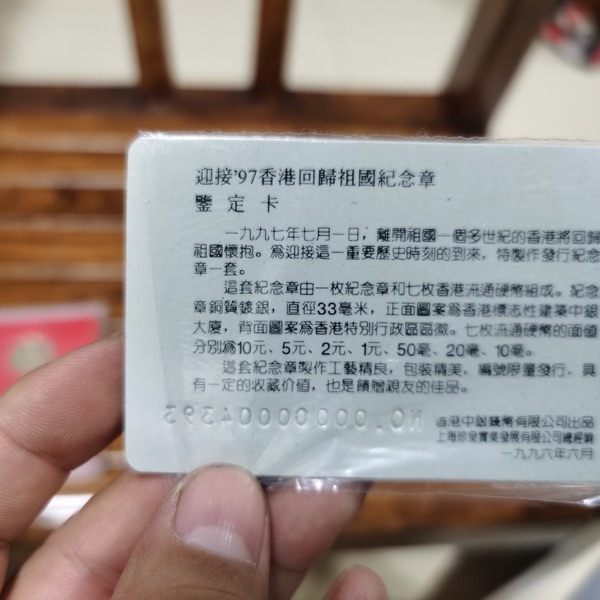 迎接'97香港回歸祖國紀念章
鑒定卡
一九九七年七月一日，離開祖國一個多世紀的香港將回歸
祖國懷抱。為迎接這一重要歷史時刻的到來，特製作發行紀念
章一套。
這套紀念章由一枚紀念章和七枚香港流通硬幣組成。紀念
章銅質鍍銀，直徑33毫米，正面圖案為香港標志性建築中銀
大廈，背面圖案為香港特別行政區區徽。七枚流通硬幣的面值
分別為10元、5元、2元、1元、50毫、20毫、10毫。
這套紀念章製作工藝精良，包裝精美，編號限量發行，具
有一定的收藏价值，也是饋贈親友的佳品。
NO.0000004393
香港中銀錢幣有限公司出品
上海珍泉實業發展有限公司總經銷
一九九六年六月